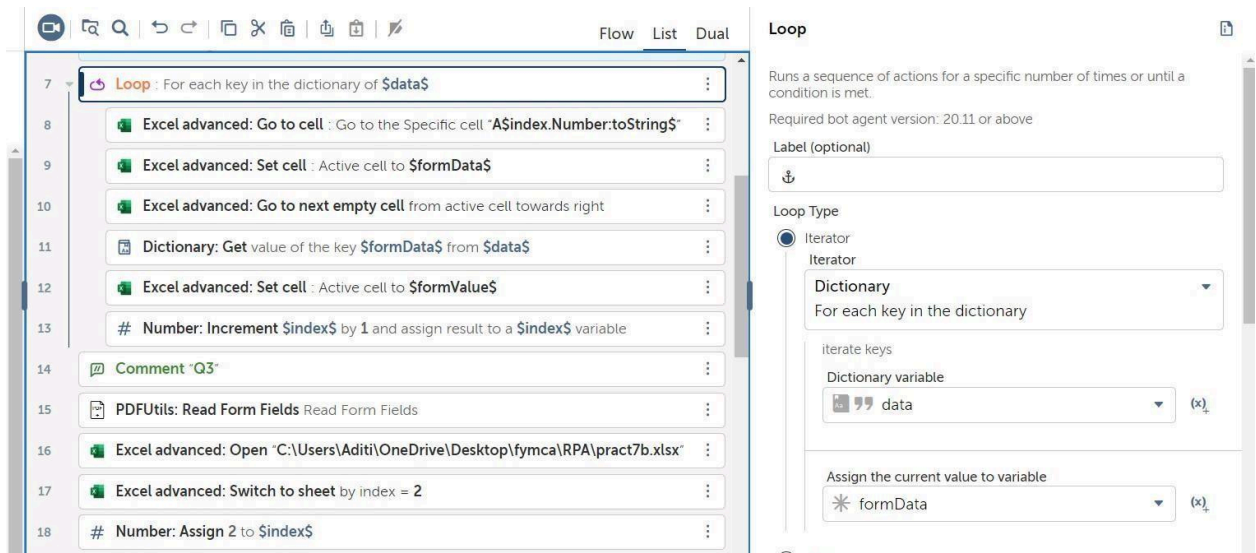 Flow List Dual
7 Loop : For each key in the dictionary of $data$
8 Excel advanced: Go to cell : Go to the Specific cell "A$index.Number:toString$"
9 Excel advanced: Set cell : Active cell to $formData$
10 Excel advanced: Go to next empty cell from active cell towards right
11 Dictionary: Get value of the key $formData$ from $data$
12 Excel advanced: Set cell : Active cell to $formValue$
13 # Number: Increment $index$ by 1 and assign result to a $index$ variable
14 Comment "Q3"
15 PDFUtils: Read Form Fields Read Form Fields
16 Excel advanced: Open "C:\Users\Aditi\OneDrive\Desktop\fymca\RPA\pract7b.xlsx"
17 Excel advanced: Switch to sheet by index = 2
18 # Number: Assign 2 to $index$
Loop
Runs a sequence of actions for a specific number of times or until a
condition is met.
Required bot agent version: 20.11 or above
Label (optional)
Loop Type
Iterator
Iterator
Dictionary
For each key in the dictionary
iterate keys
Dictionary variable
data (x)+
Assign the current value to variable
formData (x)+